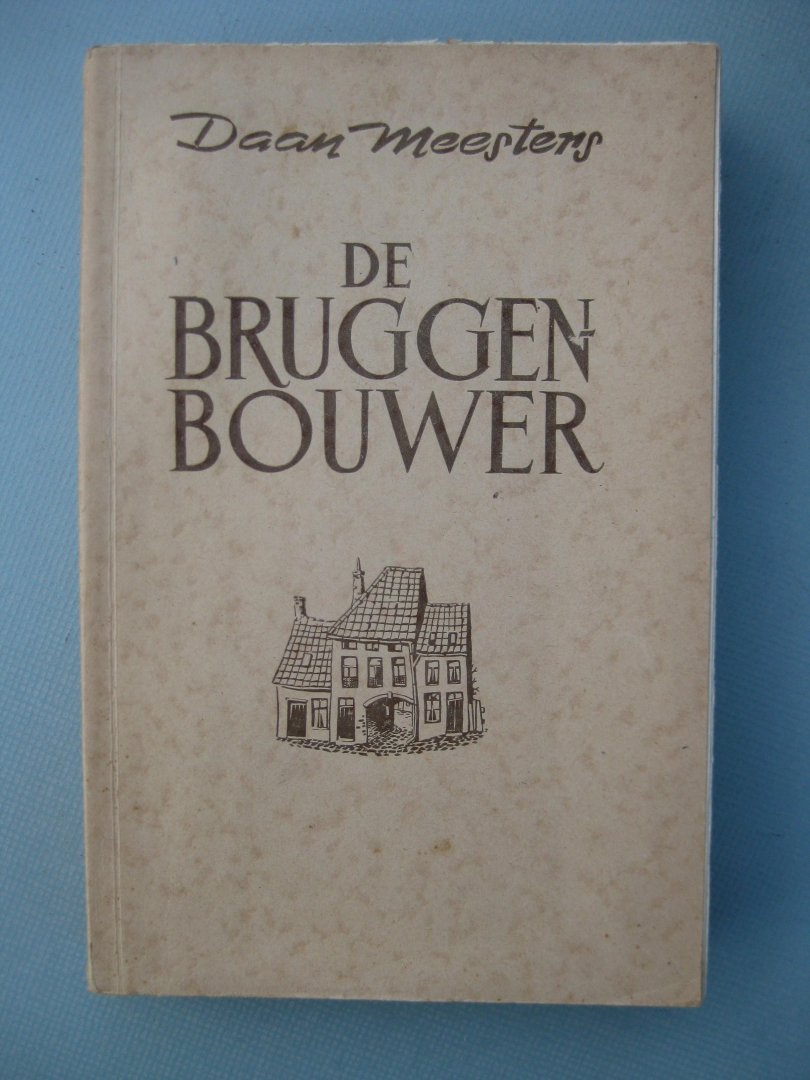 Daan Meesters
DE
BRUGGEN-
BOUWER